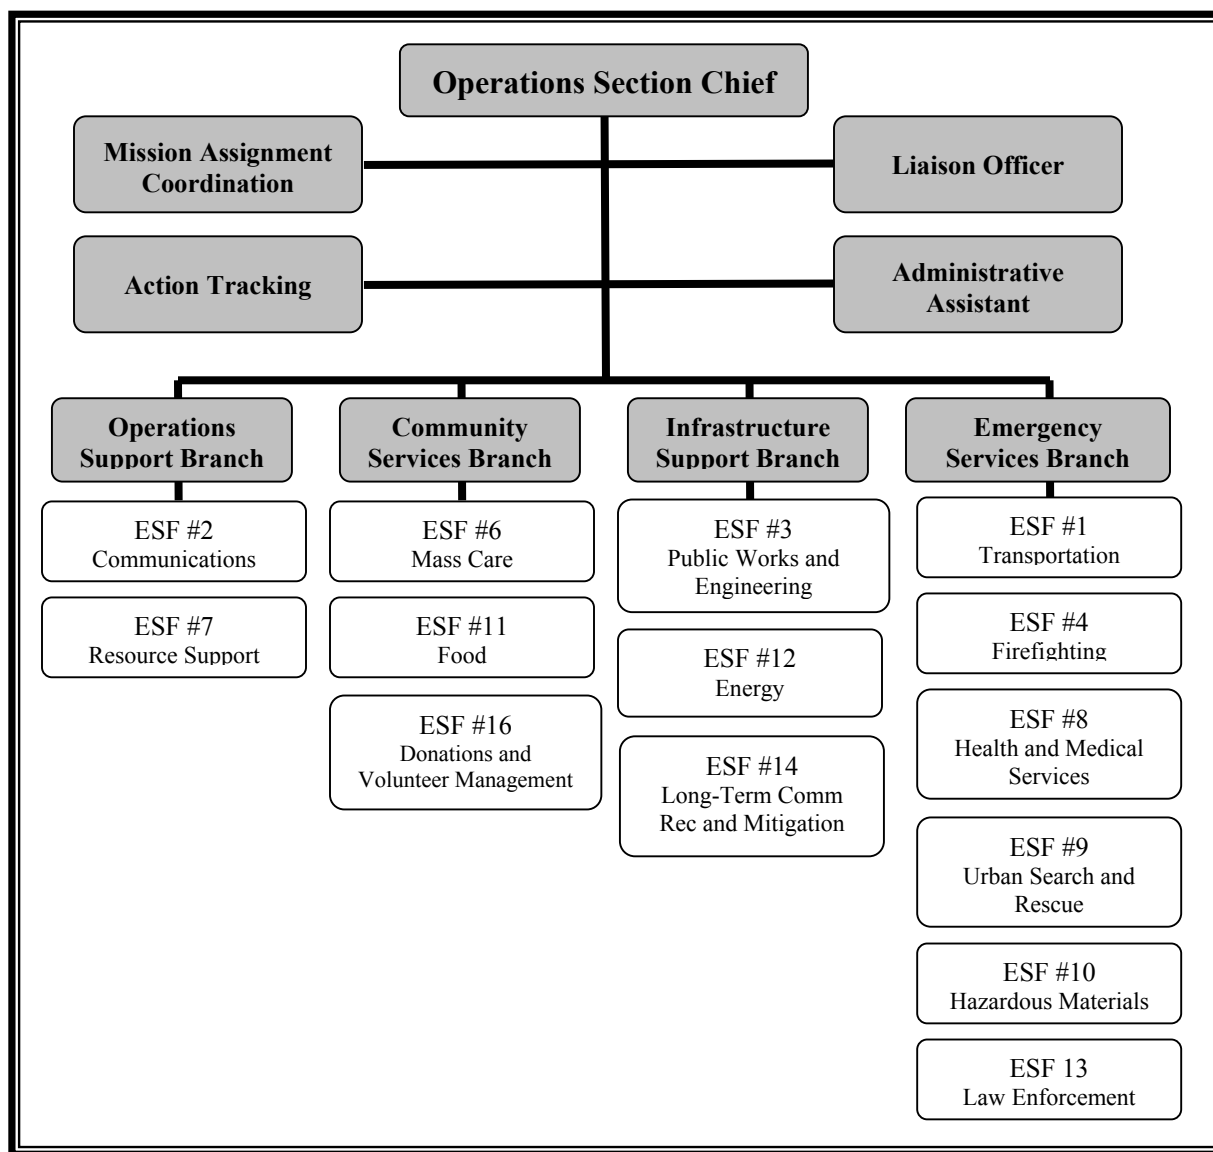 Operations Section Chief
Mission Assignment
Coordination
Liaison Officer
Action Tracking
Administrative
Assistant
Operations
Support Branch
Community
Services Branch
Infrastructure
Support Branch
Emergency
Services Branch
ESF #2
Communications
ESF #7
Resource Support
ESF #6
Mass Care
ESF #11
Food
ESF #16
Donations and
Volunteer Management
ESF #3
Public Works and
Engineering
ESF #12
Energy
ESF #14
Long-Term Comm
Rec and Mitigation
ESF #1
Transportation
ESF #4
Firefighting
ESF #8
Health and Medical
Services
ESF #9
Urban Search and
Rescue
ESF #10
Hazardous Materials
ESF 13
Law Enforcement